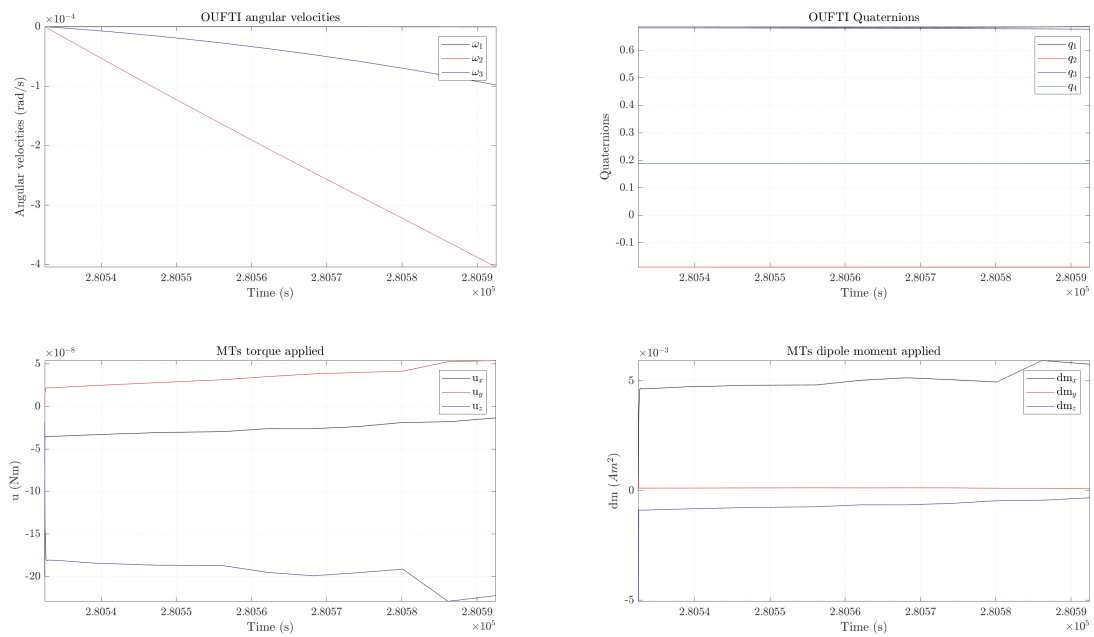 OUFTI angular velocities
×10⁻⁴
0
-1
-2
-3
-4
Angular velocities (rad/s)
ω₁
ω₂
ω₃
2.8054 2.8055 2.8056 2.8057 2.8058 2.8059
Time (s)
×10⁵
OUFTI Quaternions
0.6
0.5
0.4
0.3
0.2
0.1
0
-0.1
Quaternions
q₁
q₂
q₃
q₄
2.8054 2.8055 2.8056 2.8057 2.8058 2.8059
Time (s)
×10⁵
MTs torque applied
×10⁻⁸
5
0
-5
-10
-15
-20
u (Nm)
uₓ
u_y
u_z
2.8054 2.8055 2.8056 2.8057 2.8058 2.8059
Time (s)
×10⁵
MTs dipole moment applied
×10⁻³
5
0
-5
dm (Am²)
dmₓ
dm_y
dm_z
2.8054 2.8055 2.8056 2.8057 2.8058 2.8059
Time (s)
×10⁵